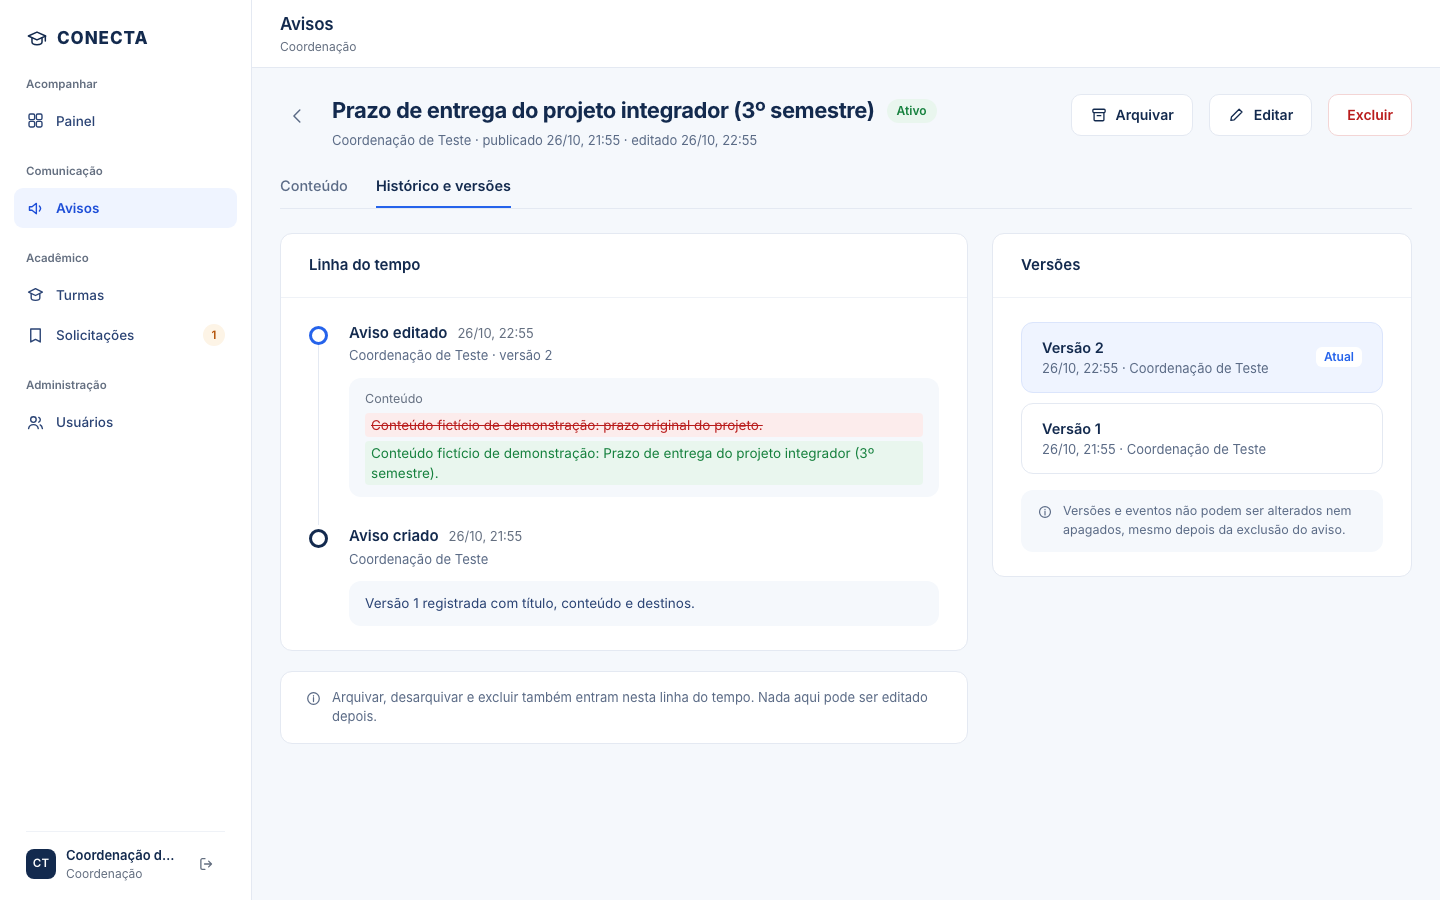 CONECTA
Acompanhar
Painel
Comunicação
Avisos
Acadêmico
Turmas
Solicitações
1
Administração
Usuários
CT
Coordenação d...
Coordenação
Avisos
Coordenação
Prazo de entrega do projeto integrador (3º semestre)
Ativo
Coordenação de Teste · publicado 26/10, 21:55 · editado 26/10, 22:55
Arquivar
Editar
Excluir
Conteúdo
Histórico e versões
Linha do tempo
Aviso editado 26/10, 22:55
Coordenação de Teste · versão 2
Conteúdo
Conteúdo fictício de demonstração: prazo original do projeto.
Conteúdo fictício de demonstração: Prazo de entrega do projeto integrador (3º
semestre).
Aviso criado 26/10, 21:55
Coordenação de Teste
Versão 1 registrada com título, conteúdo e destinos.
Arquivar, desarquivar e excluir também entram nesta linha do tempo. Nada aqui pode ser editado
depois.
Versões
Versão 2
26/10, 22:55 · Coordenação de Teste
Atual
Versão 1
26/10, 21:55 · Coordenação de Teste
Versões e eventos não podem ser alterados nem
apagados, mesmo depois da exclusão do aviso.